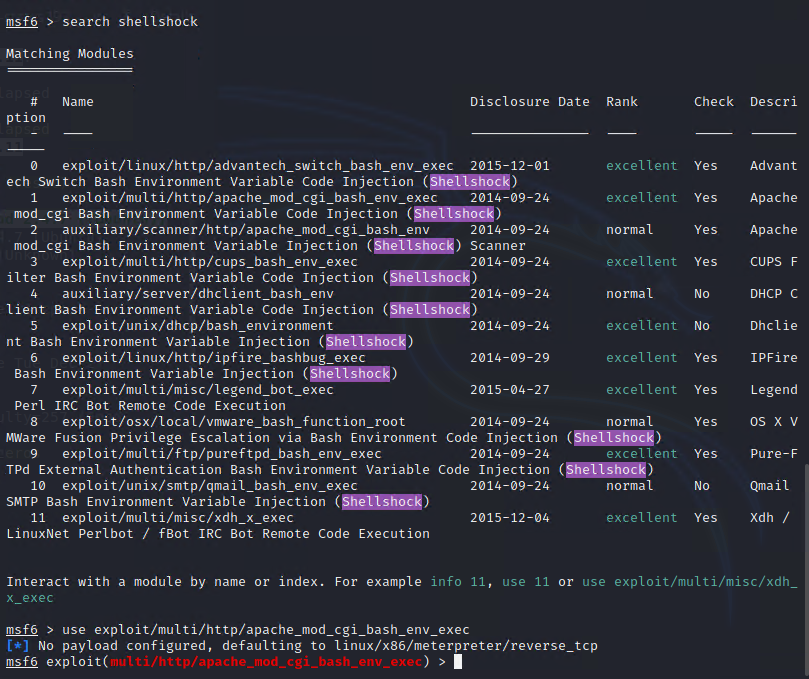 msf6 > search shellshock
Matching Modules
# Name Disclosure Date Rank Check Descri
ption
0 exploit/linux/http/advantech_switch_bash_env_exec 2015-12-01 excellent Yes Advant
ech Switch Bash Environment Variable Code Injection (Shellshock)
1 exploit/multi/http/apache_mod_cgi_bash_env_exec 2014-09-24 excellent Yes Apache
mod_cgi Bash Environment Variable Code Injection (Shellshock)
2 auxiliary/scanner/http/apache_mod_cgi_bash_env 2014-09-24 normal Yes Apache
mod_cgi Bash Environment Variable Injection (Shellshock) Scanner
3 exploit/multi/http/cups_bash_env_exec 2014-09-24 excellent Yes CUPS F
ilter Bash Environment Variable Code Injection (Shellshock)
4 auxiliary/server/dhclient_bash_env 2014-09-24 normal No DHCP C
lient Bash Environment Variable Code Injection (Shellshock)
5 exploit/unix/dhcp/bash_environment 2014-09-24 excellent No Dhclie
nt Bash Environment Variable Injection (Shellshock)
6 exploit/linux/http/ipfire_bashbug_exec 2014-09-29 excellent Yes IPFire
Bash Environment Variable Injection (Shellshock)
7 exploit/multi/misc/legend_bot_exec 2015-04-27 excellent Yes Legend
Perl IRC Bot Remote Code Execution
8 exploit/osx/local/vmware_bash_function_root 2014-09-24 normal Yes OS X V
MWare Fusion Privilege Escalation via Bash Environment Code Injection (Shellshock)
9 exploit/multi/ftp/pureftpd_bash_env_exec 2014-09-24 excellent Yes Pure-F
TPd External Authentication Bash Environment Variable Code Injection (Shellshock)
10 exploit/unix/smtp/qmail_bash_env_exec 2014-09-24 normal No Qmail
SMTP Bash Environment Variable Injection (Shellshock)
11 exploit/multi/misc/xdh_x_exec 2015-12-04 excellent Yes Xdh /
LinuxNet Perlbot / fBot IRC Bot Remote Code Execution
Interact with a module by name or index. For example info 11, use 11 or use exploit/multi/misc/xdh_
x_exec
msf6 > use exploit/multi/http/apache_mod_cgi_bash_env_exec
[*] No payload configured, defaulting to linux/x86/meterpreter/reverse_tcp
msf6 exploit(multi/http/apache_mod_cgi_bash_env_exec) >